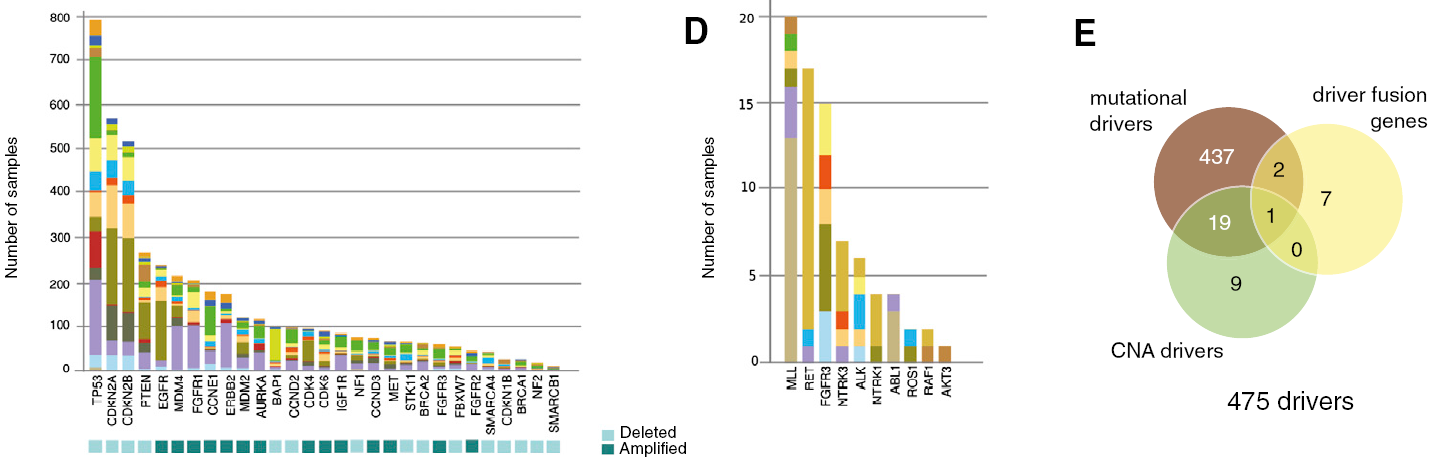 800
700
600
500
400
300
200
100
0
Number of samples
TP53
CDKN2A
CDKN2B
PTEN
EGFR
MDM4
FGFR1
CCNE1
ERBB2
MDM2
AURKA
BAP1
CCND2
CDK4
CDK6
IGF1R
NF1
CCND3
MET
STK11
BRCA2
FGFR3
FBXW7
FGFR2
SMARCA4
CDKN1B
BRCA1
NF2
SMARCB1
Deleted
Amplified
D
20
15
10
5
0
Number of samples
MLL
RET
FGFR3
NTRK3
ALK
NTRK1
ABL1
ROS1
RAF1
AKT3
E
mutational
drivers
driver fusion
genes
437
2
7
19
1
0
9
CNA drivers
475 drivers